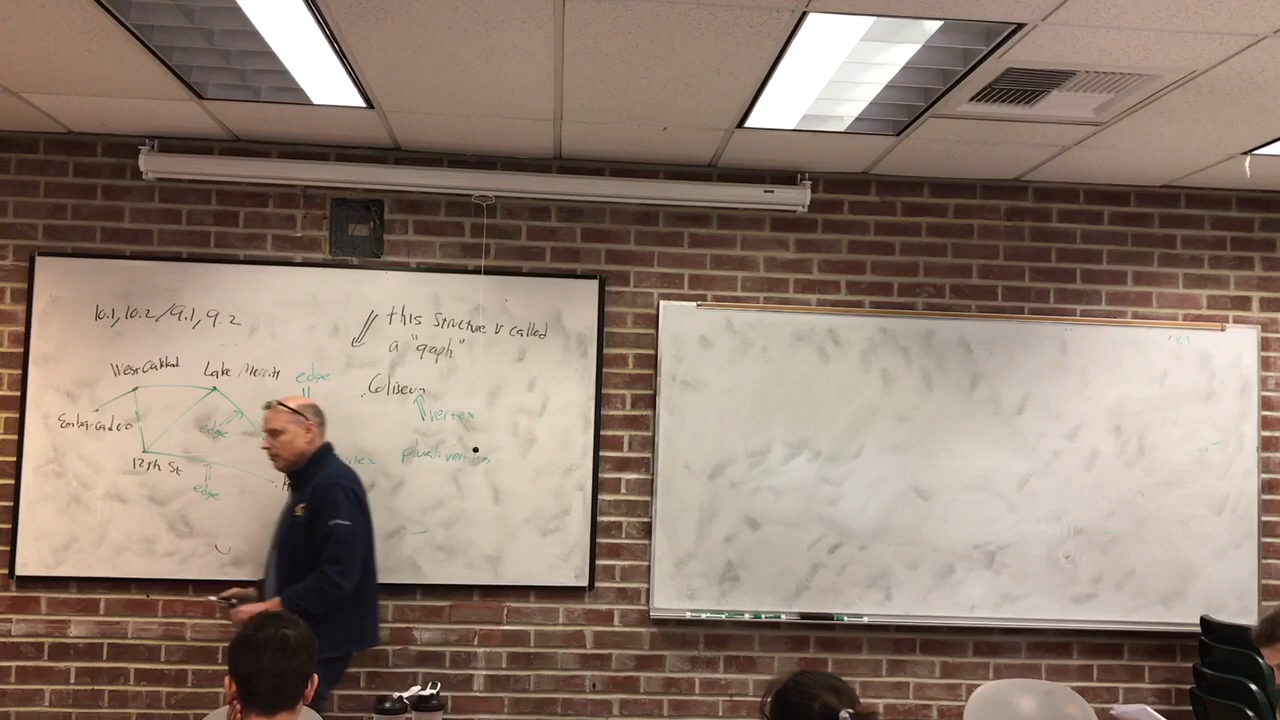 10.1, 10.2 / 9.1, 9.2
this structure is called
a "graph"
West Oakland Lake Merritt edge
Coliseum
Embarcadero edge vertex
12th St plural:
edge